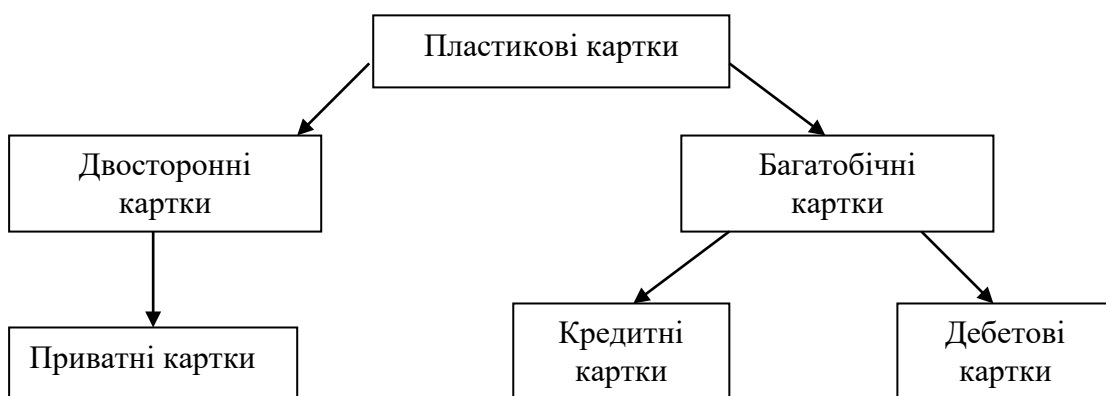 Пластикові картки
Двосторонні
картки
Багатобічні
картки
Приватні картки
Кредитні
картки
Дебетові
картки